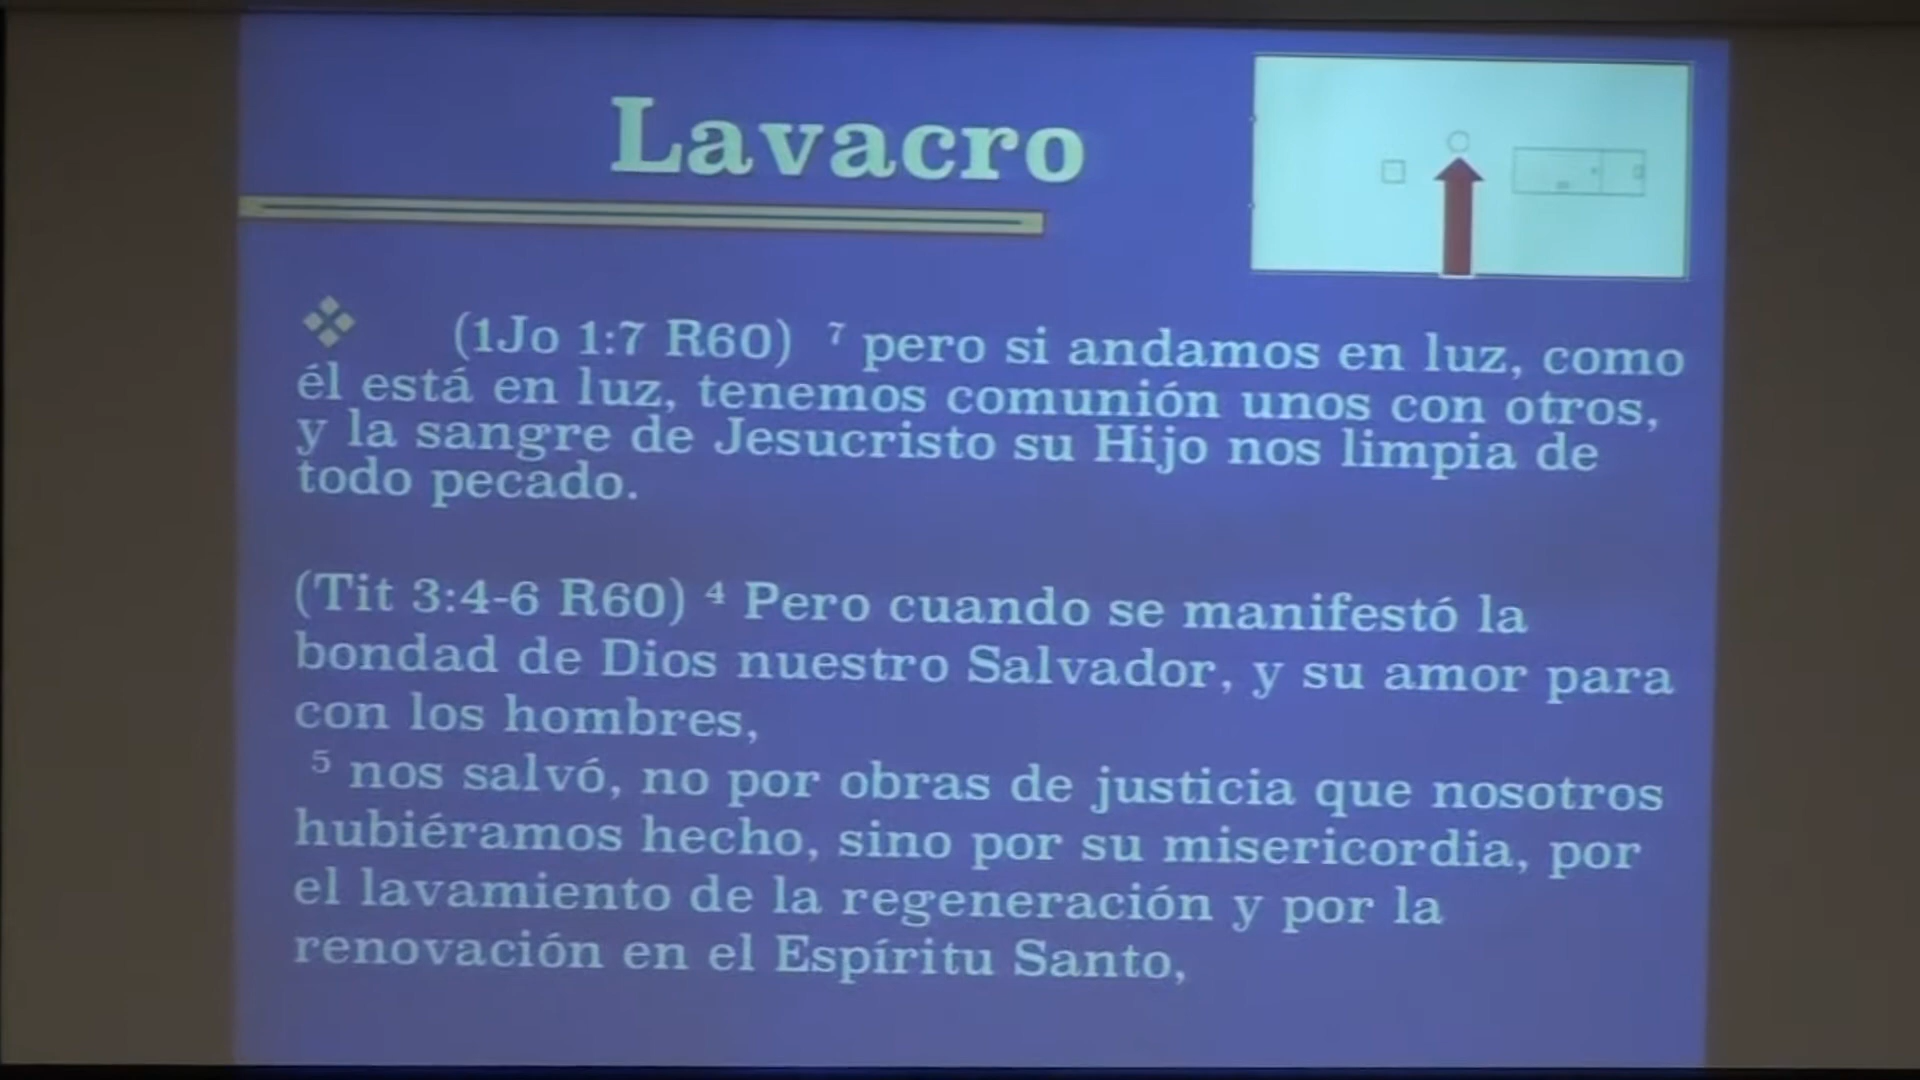 Lavacro
(1Jo 1:7 R60) ⁷ pero si andamos en luz, como
él está en luz, tenemos comunión unos con otros,
y la sangre de Jesucristo su Hijo nos limpia de
todo pecado.
(Tit 3:4-6 R60) ⁴ Pero cuando se manifestó la
bondad de Dios nuestro Salvador, y su amor para
con los hombres,
⁵ nos salvó, no por obras de justicia que nosotros
hubiéramos hecho, sino por su misericordia, por
el lavamiento de la regeneración y por la
renovación en el Espíritu Santo,